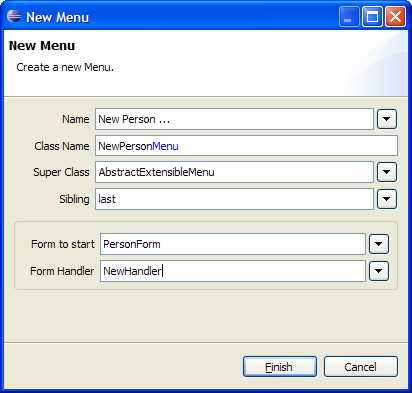 New Menu
New Menu
Create a new Menu.
Name New Person ...
Class Name NewPersonMenu
Super Class AbstractExtensibleMenu
Sibling last
Form to start PersonForm
Form Handler NewHandler
Finish Cancel